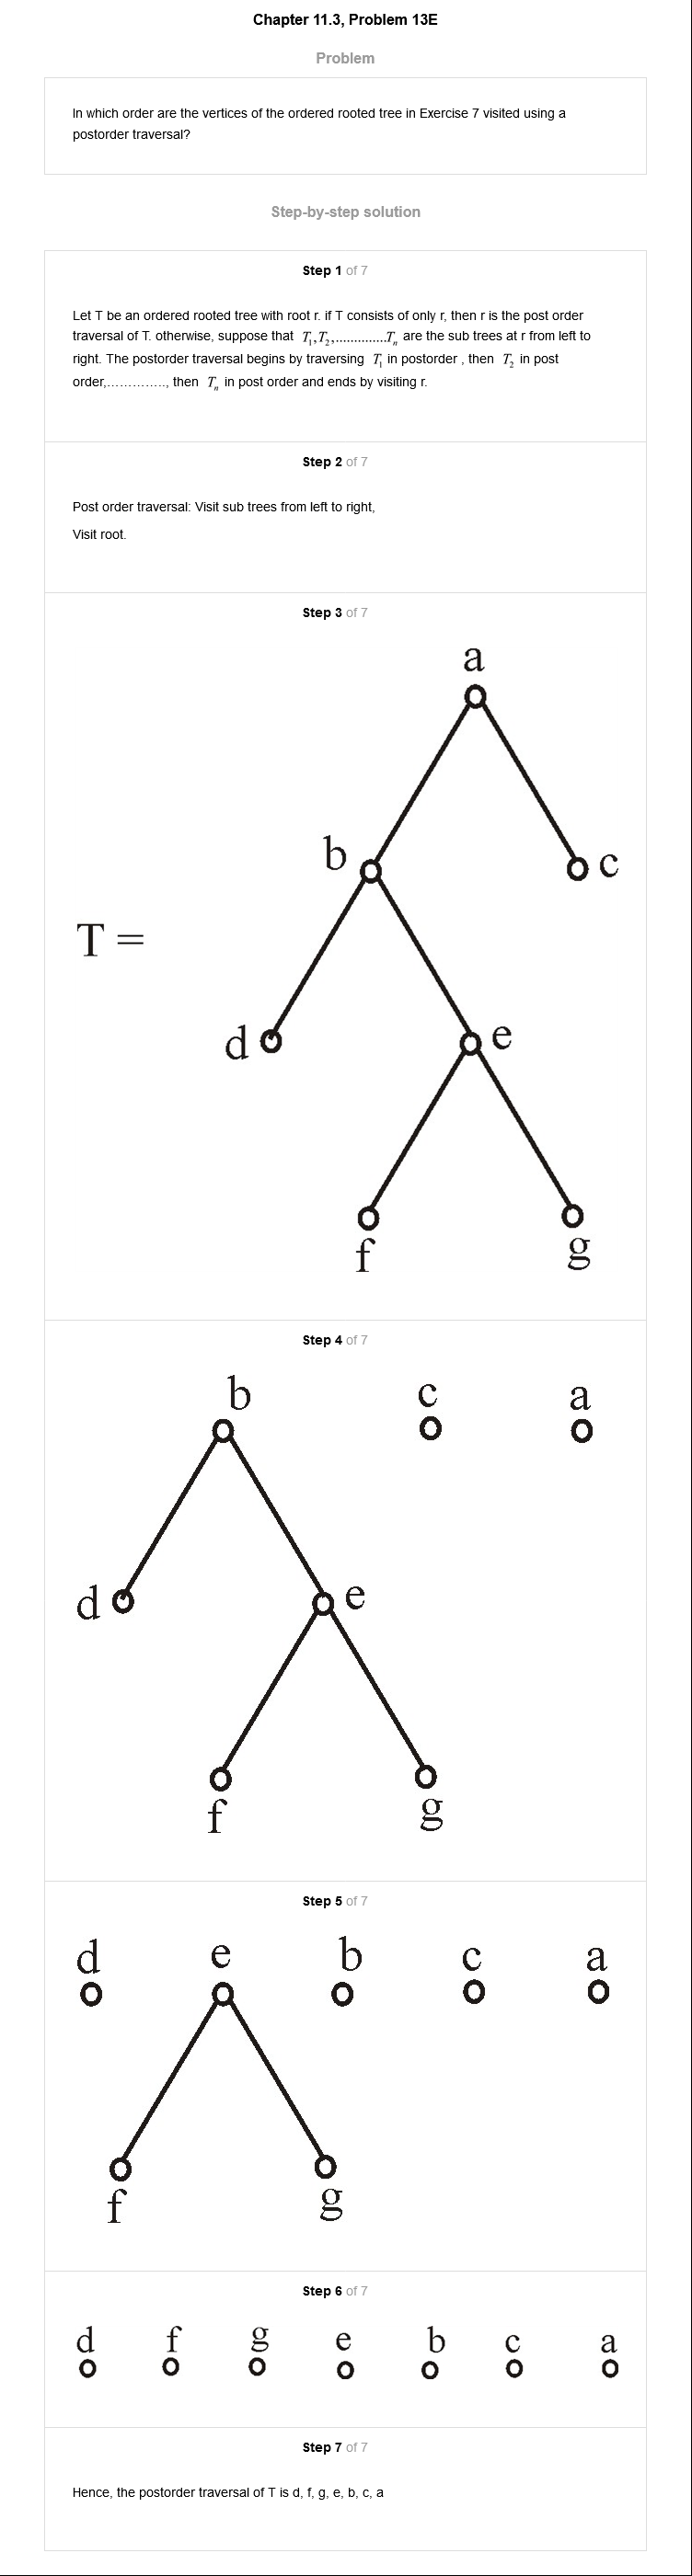 Chapter 11.3, Problem 13E
Problem
In which order are the vertices of the ordered rooted tree in Exercise 7 visited using a
postorder traversal?
Step-by-step solution
Step 1 of 7
Let T be an ordered rooted tree with root r. if T consists of only r, then r is the post order
traversal of T. otherwise, suppose that T₁,T₂,..............Tₙ are the sub trees at r from left to
right. The postorder traversal begins by traversing T₁ in postorder , then T₂ in post
order,………….., then Tₙ in post order and ends by visiting r.
Step 2 of 7
Post order traversal: Visit sub trees from left to right,
Visit root.
Step 3 of 7
a
b c
T =
d e
f g
Step 4 of 7
b c a
d e
f g
Step 5 of 7
d e b c a
f g
Step 6 of 7
d f g e b c a
Step 7 of 7
Hence, the postorder traversal of T is d, f, g, e, b, c, a